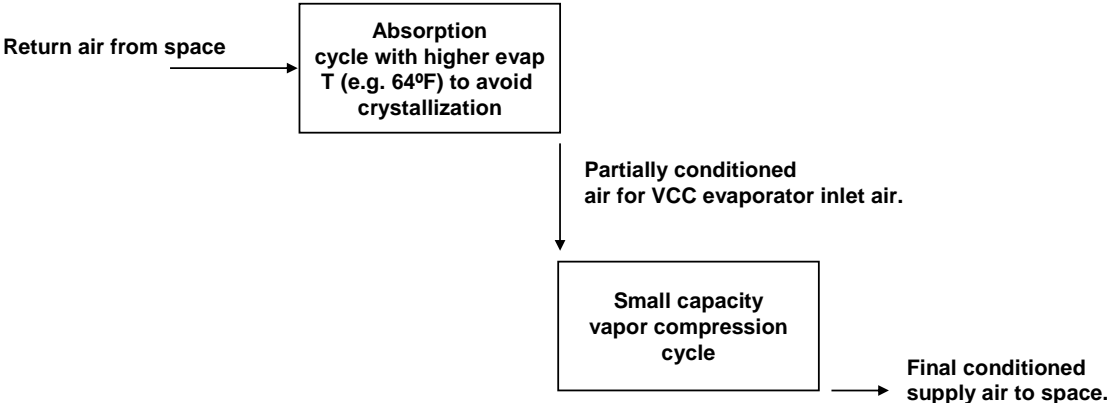 Return air from space
Absorption
cycle with higher evap
T (e.g. 64ºF) to avoid
crystallization
Partially conditioned
air for VCC evaporator inlet air.
Small capacity
vapor compression
cycle
Final conditioned
supply air to space.